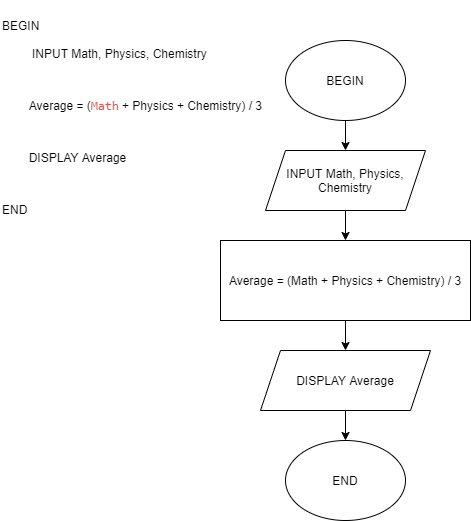 BEGIN
INPUT Math, Physics, Chemistry
Average = (Math + Physics + Chemistry) / 3
DISPLAY Average
END
BEGIN
INPUT Math, Physics,
Chemistry
Average = (Math + Physics + Chemistry) / 3
DISPLAY Average
END